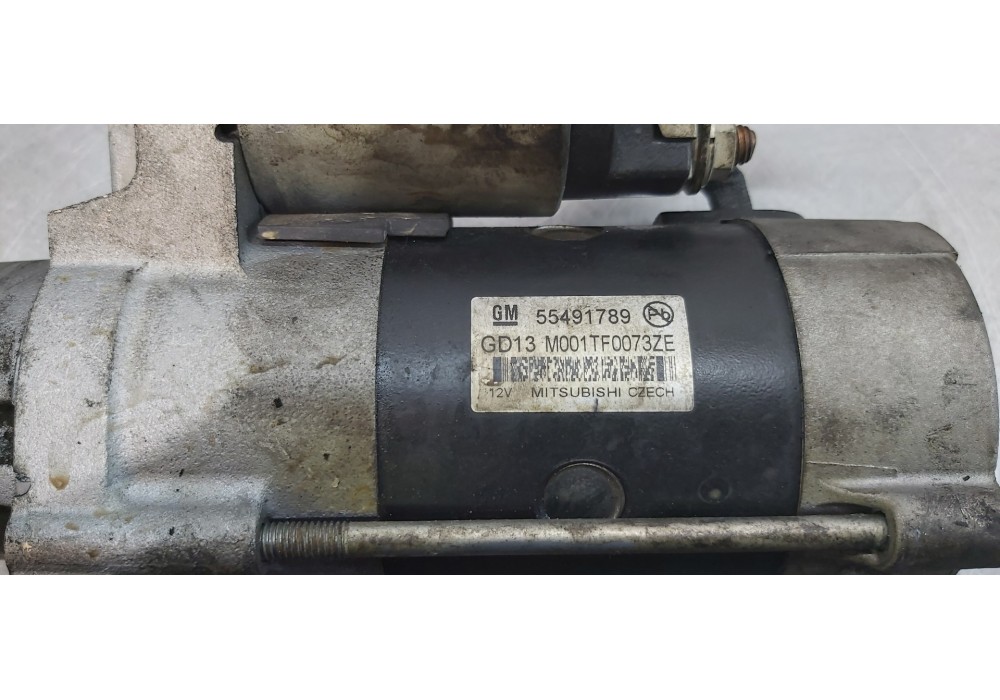 GM 55491789 Pb
GD13 M001TF0073ZE
12V MITSUBISHI CZECH